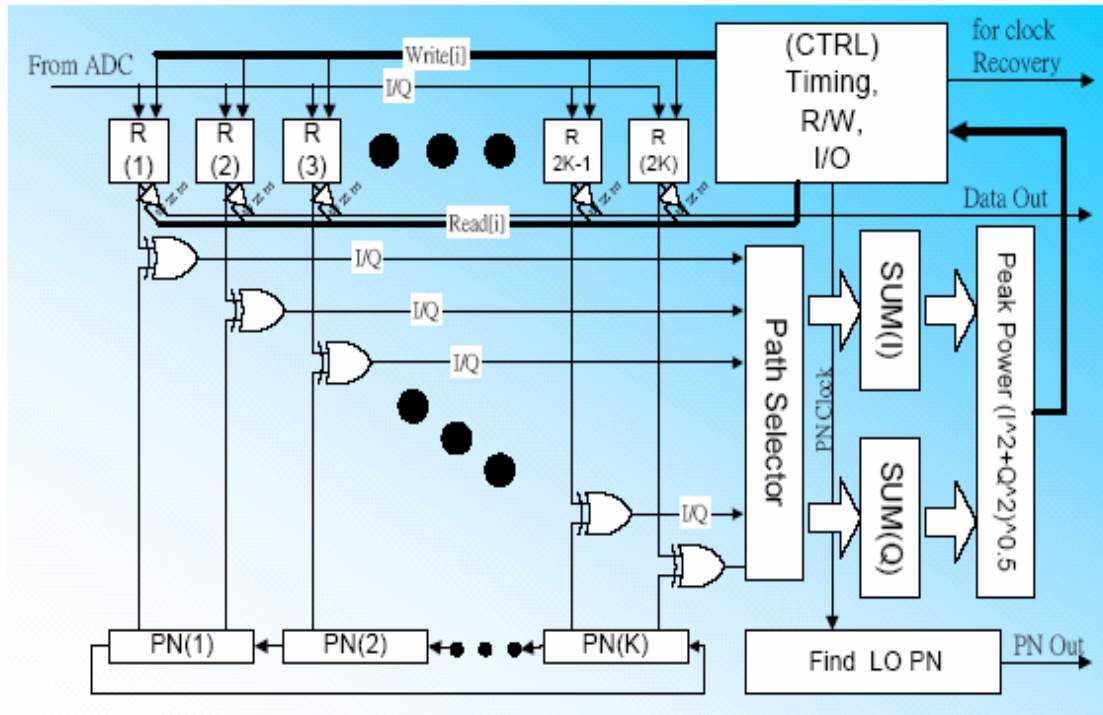 From ADC
Write[i]
I/Q
(CTRL)
Timing,
R/W,
I/O
for clock
Recovery
R
(1)
R
(2)
R
(3)
R
2K-1
R
(2K)
Data Out
Read[i]
I/Q
I/Q
I/Q
I/Q
Path Selector
PN Clock
SUM(I)
SUM(Q)
Peak Power (I^2+Q^2)^0.5
PN(1)
PN(2)
PN(K)
Find LO PN
PN Out